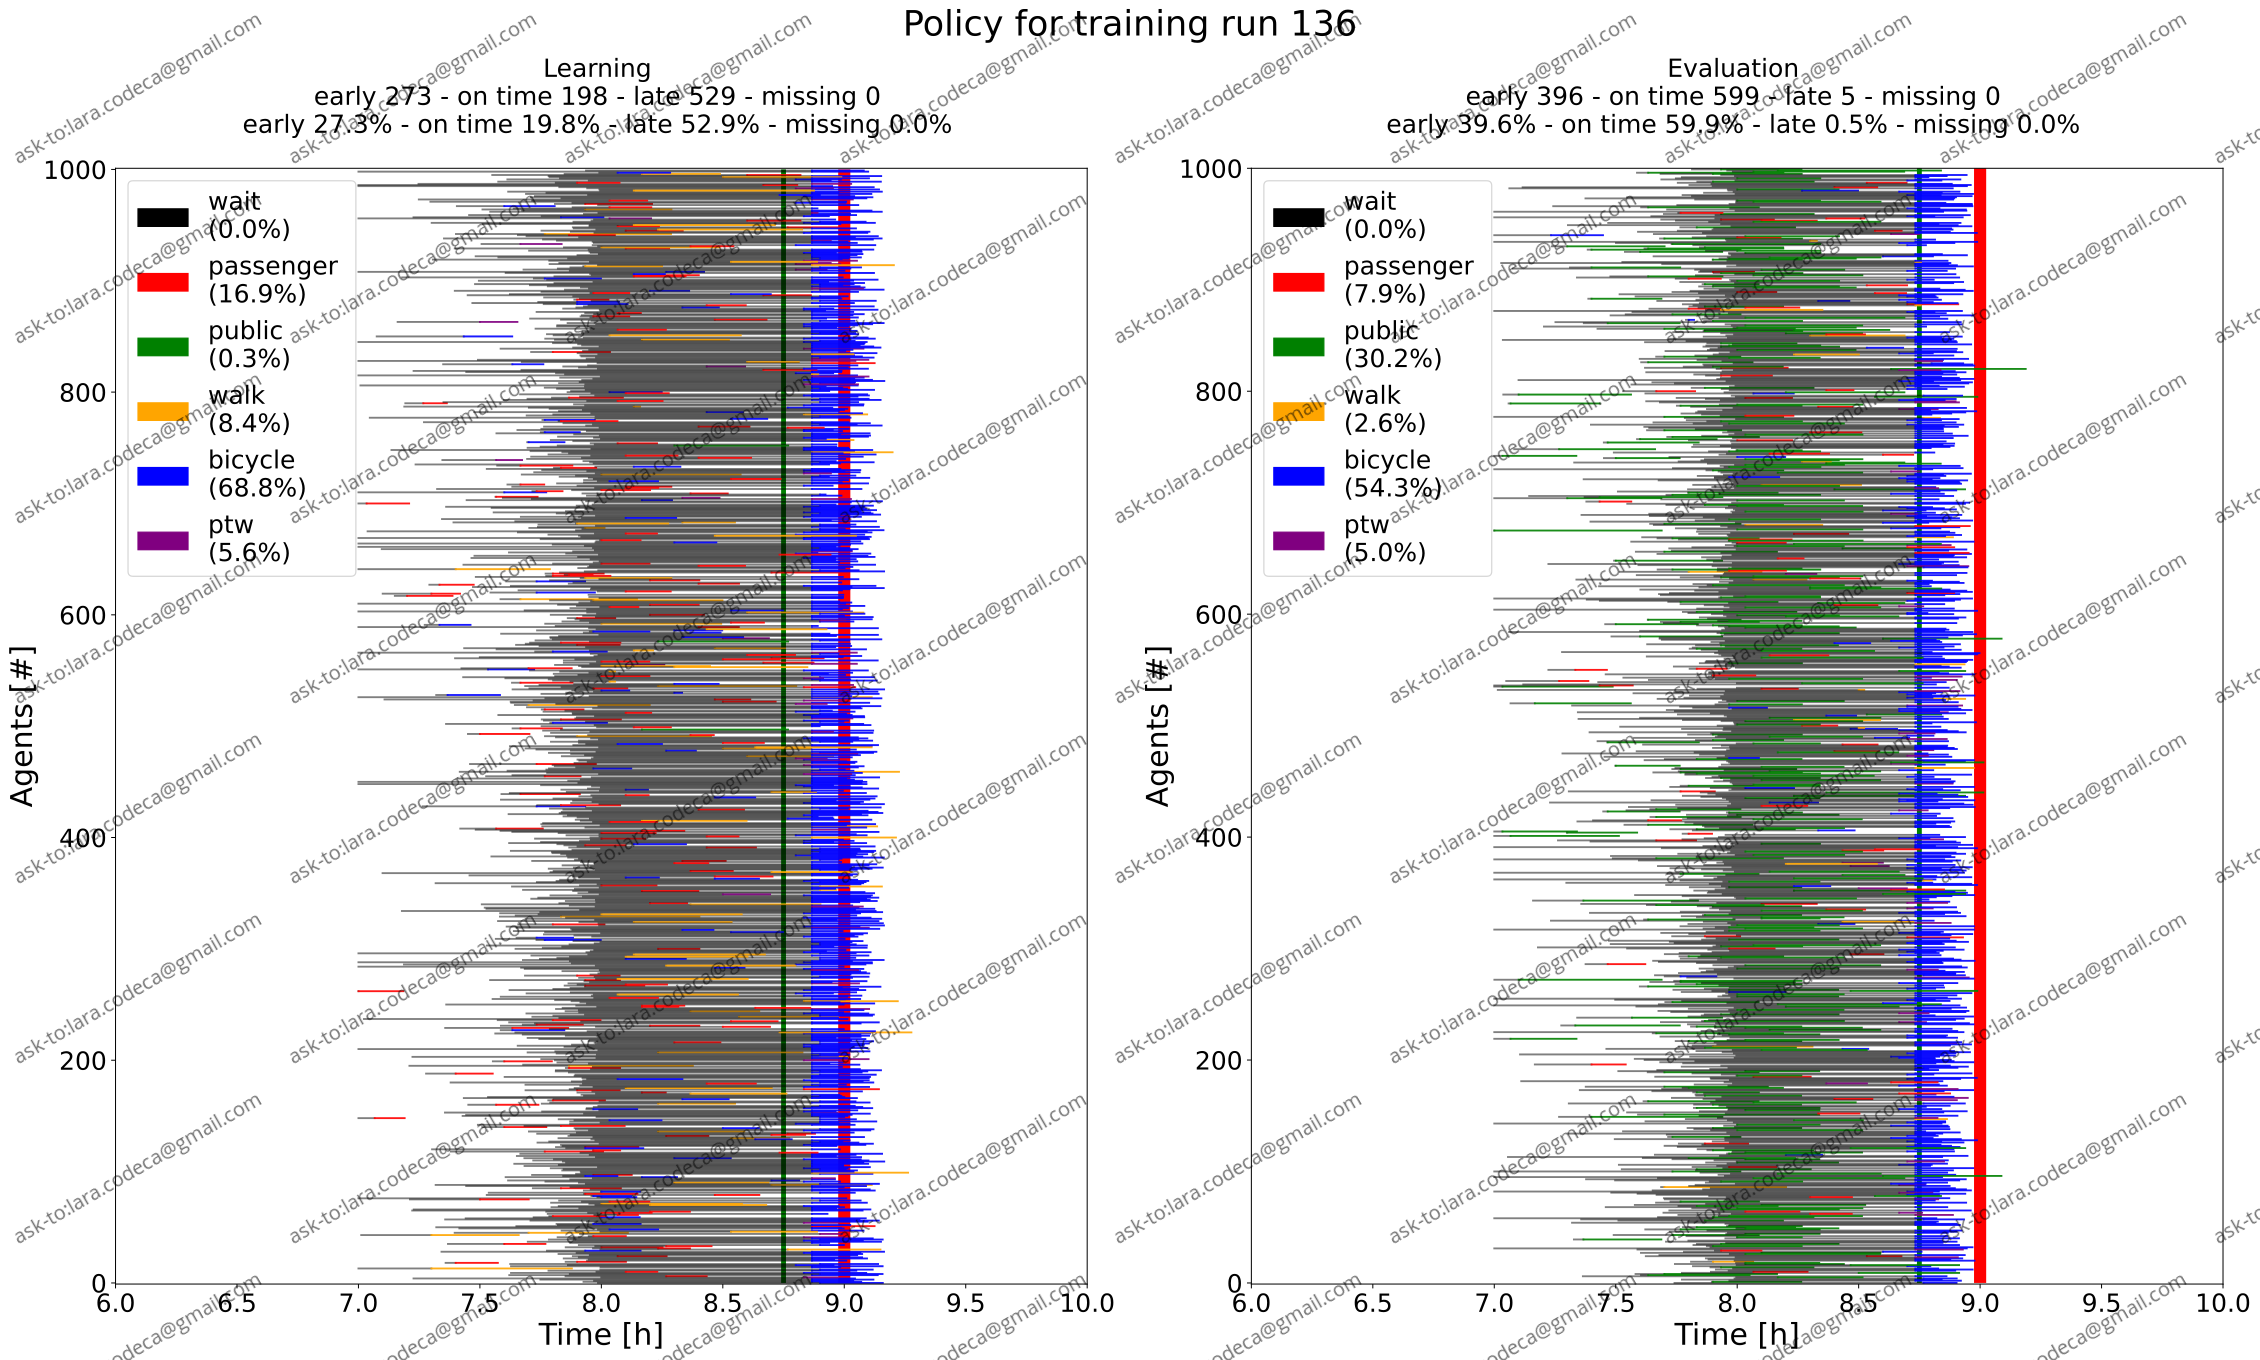 Policy for training run 136
Learning
early 273 - on time 198 - late 529 - missing 0
early 27.3% - on time 19.8% - late 52.9% - missing 0.0%
1000
800
600
400
200
0
Agents [#]
wait
(0.0%)
passenger
(16.9%)
public
(0.3%)
walk
(8.4%)
bicycle
(68.8%)
ptw
(5.6%)
6.0 6.5 7.0 7.5 8.0 8.5 9.0 9.5 10.0
Time [h]
Evaluation
early 396 - on time 599 - late 5 - missing 0
early 39.6% - on time 59.9% - late 0.5% - missing 0.0%
1000
800
600
400
200
0
Agents [#]
wait
(0.0%)
passenger
(7.9%)
public
(30.2%)
walk
(2.6%)
bicycle
(54.3%)
ptw
(5.0%)
6.0 6.5 7.0 7.5 8.0 8.5 9.0 9.5 10.0
Time [h]
ask-to:lara.codeca@gmail.com